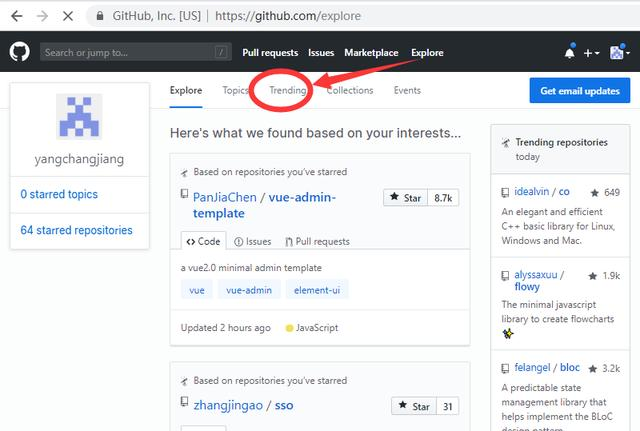 GitHub, Inc. [US] | https://github.com/explore
Search or jump to... /
Pull requests Issues Marketplace Explore
Explore Topics Trending Collections Events
Get email updates
yangchangjiang
0 starred topics
64 starred repositories
Here's what we found based on your interests...
Based on repositories you've starred
PanJiaChen / vue-admin-
template
Star 8.7k
Code Issues Pull requests
a vue2.0 minimal admin template
vue vue-admin element-ui
Updated 2 hours ago JavaScript
Based on repositories you've starred
zhangjingao / sso
Star 31
Trending repositories
today
idealvin / co 649
An elegant and efficient
C++ basic library for Linux,
Windows and Mac.
alyssaxuu /
flowy
1.9k
The minimal javascript
library to create flowcharts
✨
felangel / bloc 3.2k
A predictable state
management library that
helps implement the BLoC
design pattern